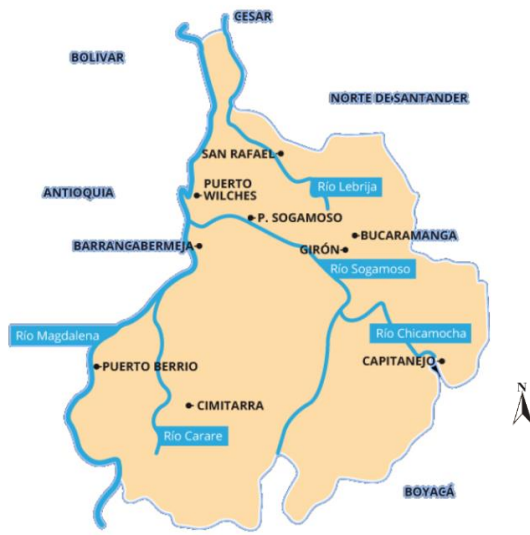 CESAR
BOLIVAR
NORTE DE SANTANDER
SAN RAFAEL
Río Lebrija
ANTIOQUIA
PUERTO
WILCHES
P. SOGAMOSO
BUCARAMANGA
BARRANCABERMEJA
GIRÓN
Río Sogamoso
Río Magdalena
Río Chicamocha
CAPITANEJO
PUERTO BERRIO
N
CIMITARRA
Río Carare
BOYACÁ